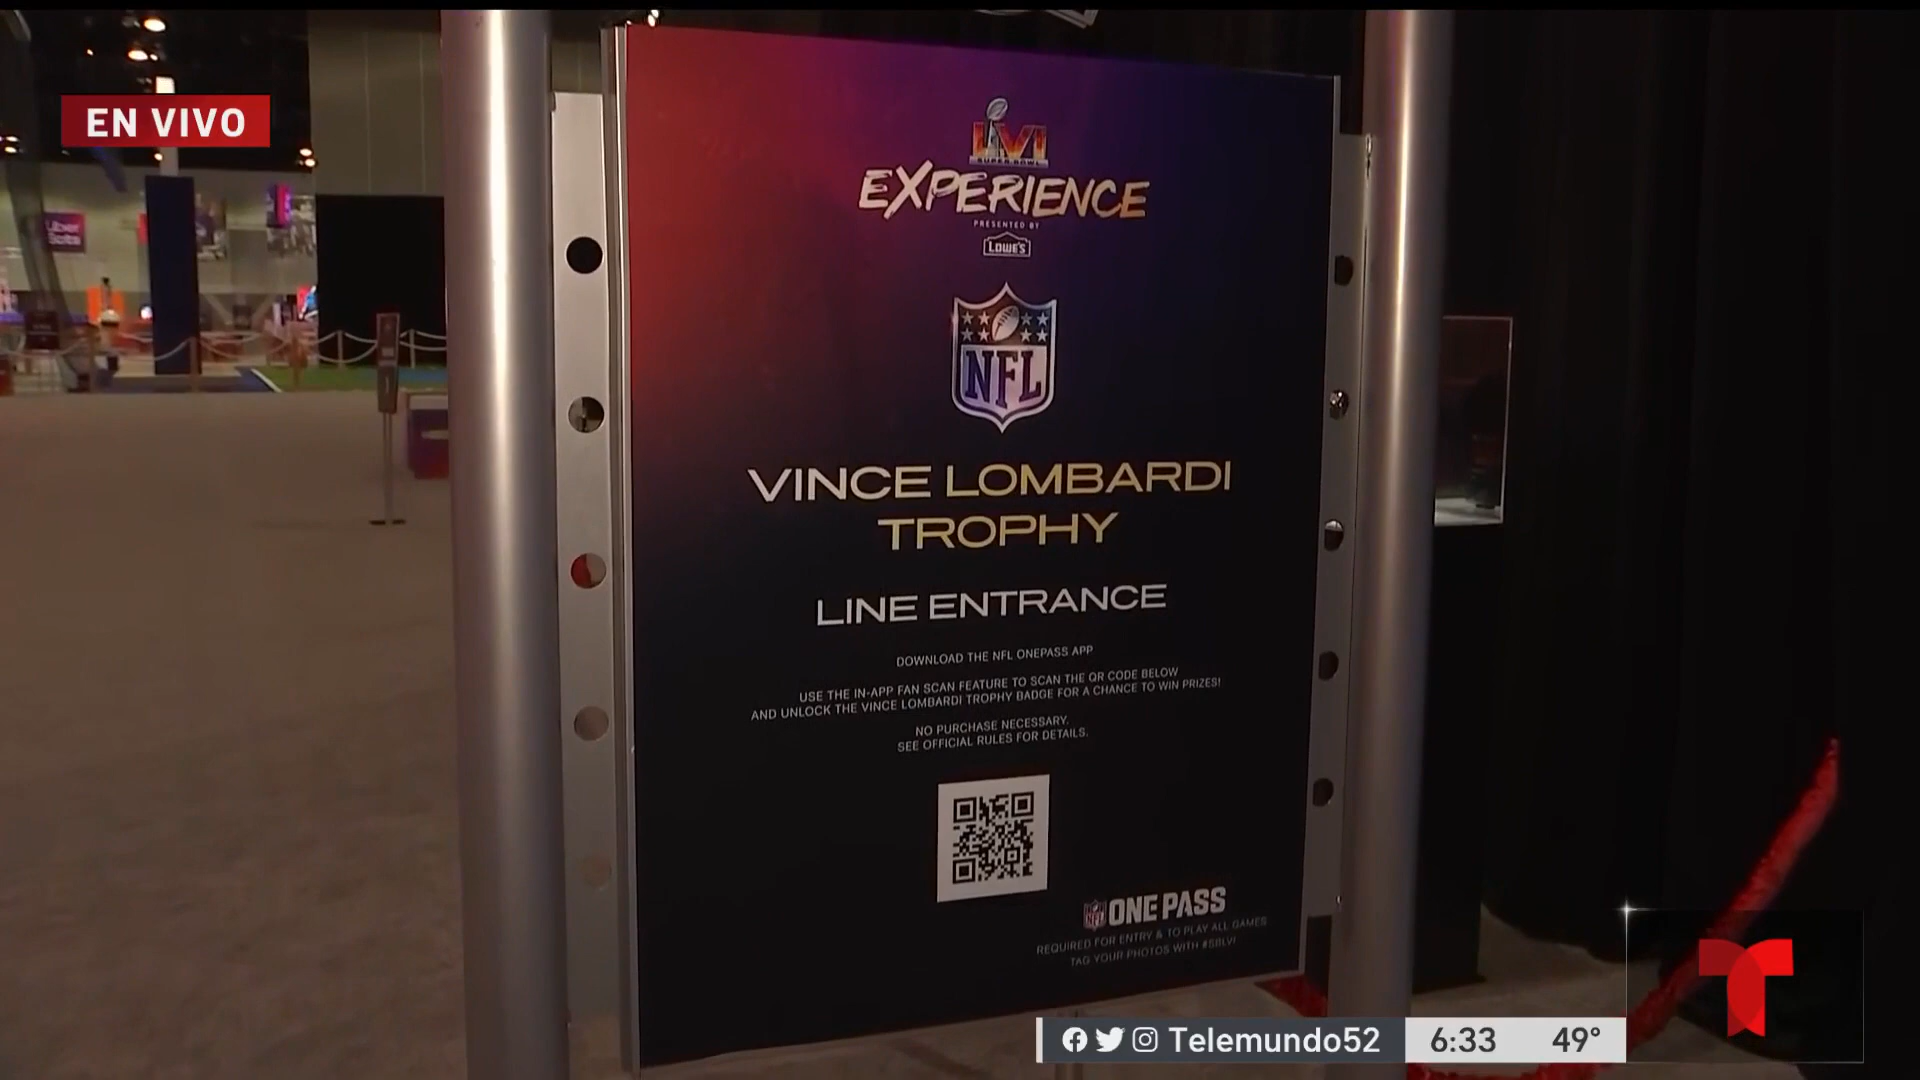 EN VIVO
Uber
Eats
LVI
SUPER BOWL
EXPERIENCE
PRESENTED BY
LOWE'S
NFL
VINCE LOMBARDI
TROPHY
LINE ENTRANCE
DOWNLOAD THE NFL ONEPASS APP
USE THE IN-APP FAN SCAN FEATURE TO SCAN THE QR CODE BELOW
AND UNLOCK THE VINCE LOMBARDI TROPHY BADGE FOR A CHANCE TO WIN PRIZES!
NO PURCHASE NECESSARY.
SEE OFFICIAL RULES FOR DETAILS.
NFL ONE PASS
REQUIRED FOR ENTRY & TO PLAY ALL GAMES
TAG YOUR PHOTOS WITH #SBLVI
Telemundo52 6:33 49°